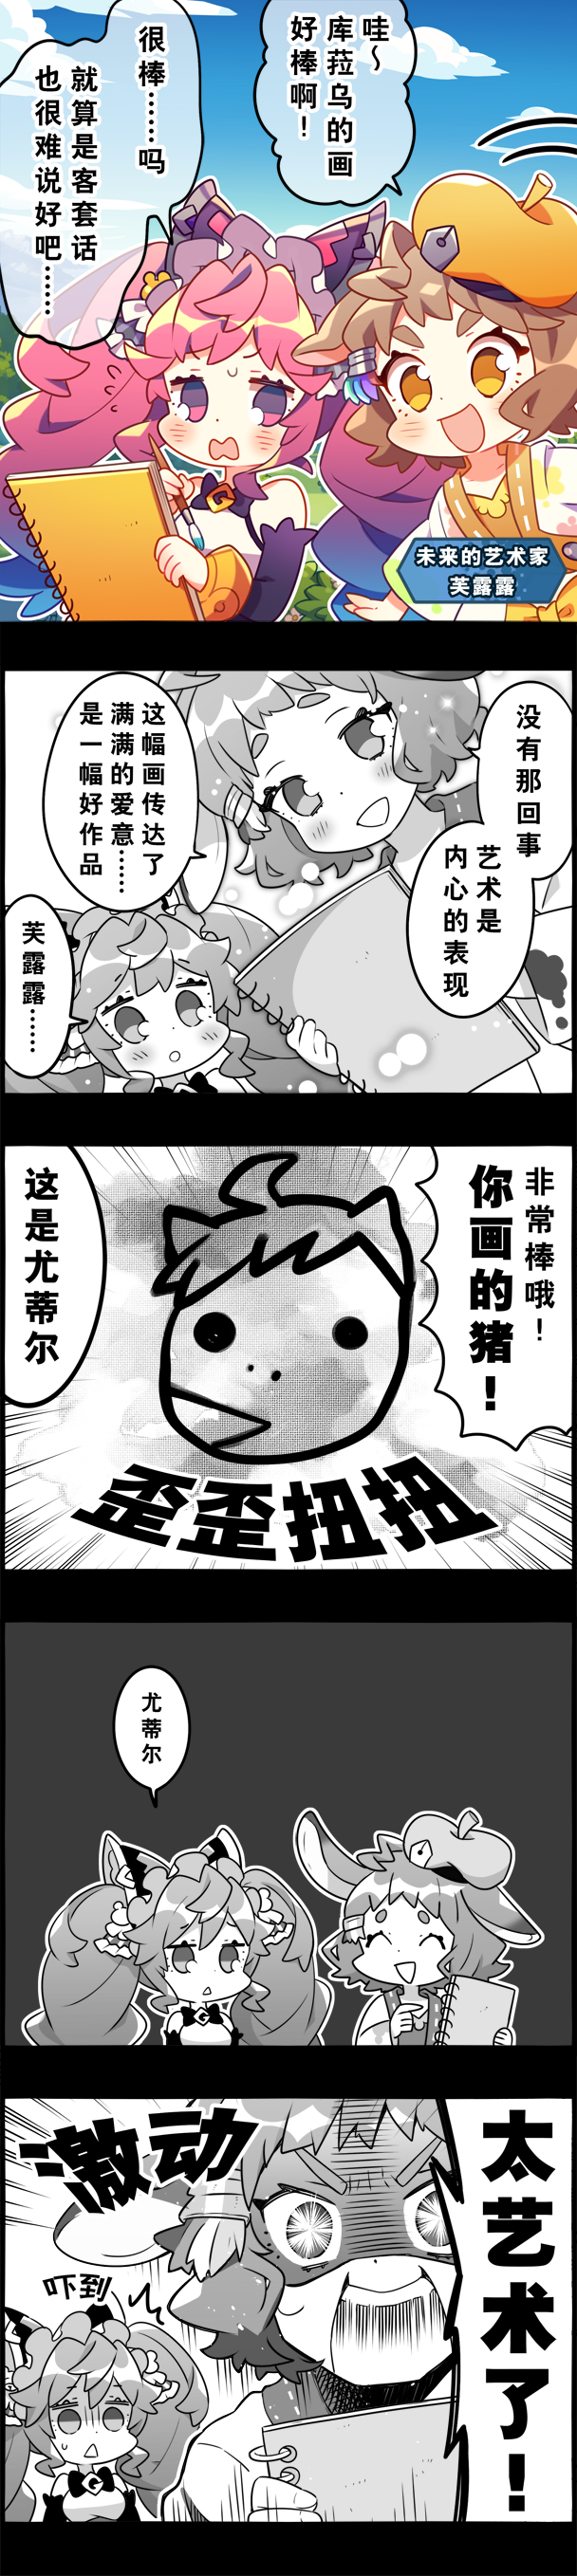 哇～
库菈乌的画
好棒啊！
很棒……吗
就算是客套话
也很难说好吧……
未来的艺术家
芙露露
没有那回事
艺术是
内心的表现
这幅画传达了
满满的爱意……
是一幅好作品
芙露露……
非常棒哦！
你画的猪！
这是尤蒂尔
歪歪扭扭
尤蒂尔
太艺术了！
激动
吓到